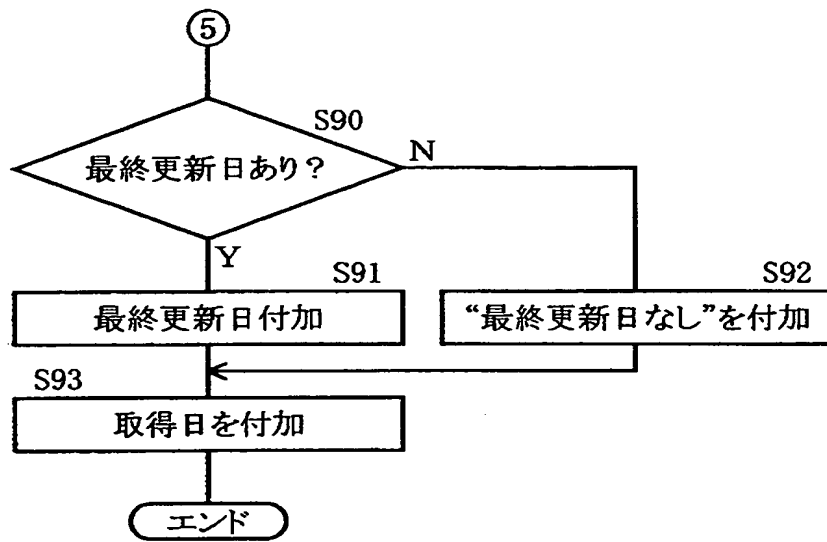 ⑤
S90
最終更新日あり？
N
Y
S91
最終更新日付加
S92
“最終更新日なし”を付加
S93
取得日を付加
エンド